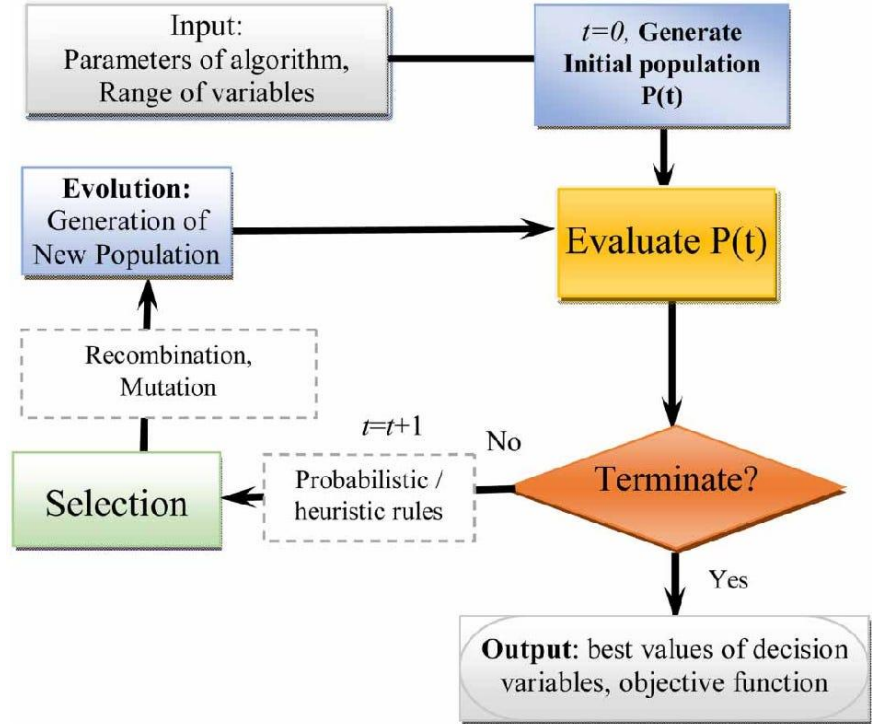 Input:
Parameters of algorithm,
Range of variables
t=0, Generate
Initial population
P(t)
Evolution:
Generation of
New Population
Evaluate P(t)
Recombination,
Mutation
t=t+1
No
Terminate?
Selection
Probabilistic /
heuristic rules
Yes
Output: best values of decision
variables, objective function